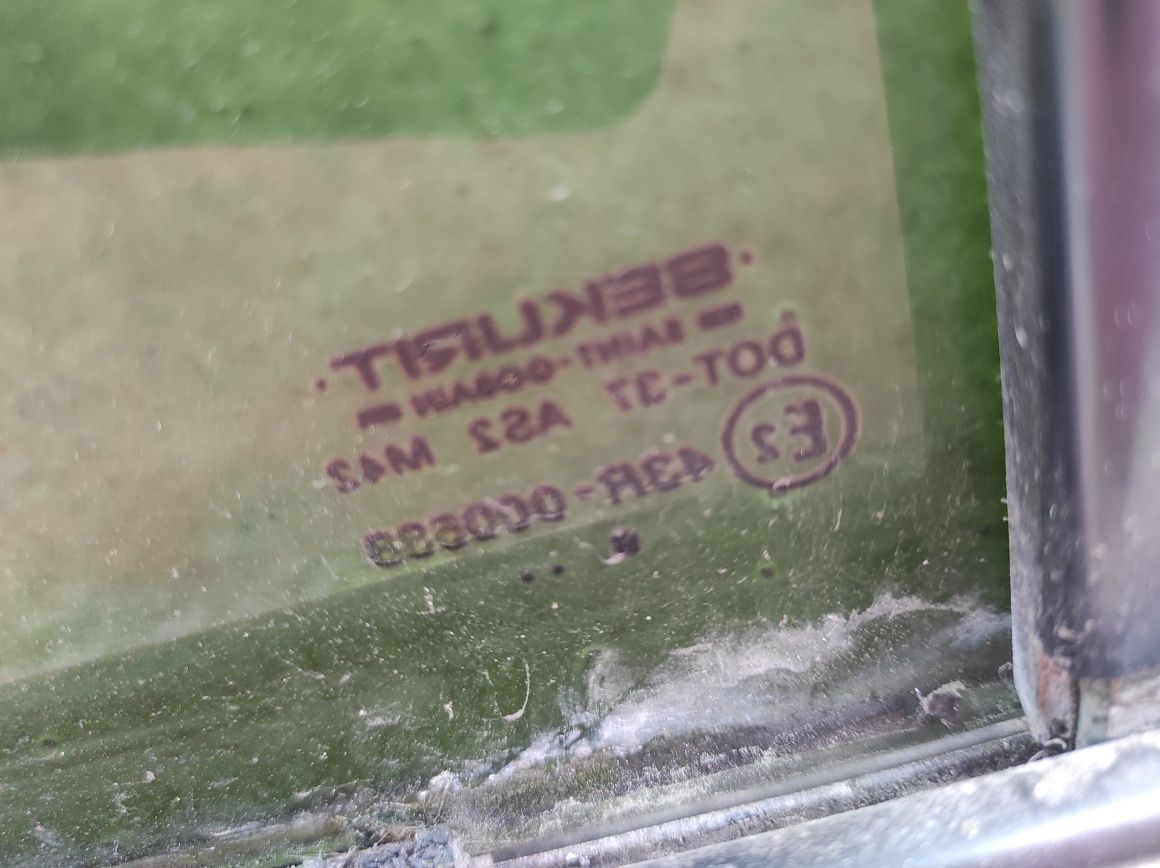 SEKURIT
SAINT-GOBAIN
DOT-37 AS2 M42
E2 43R